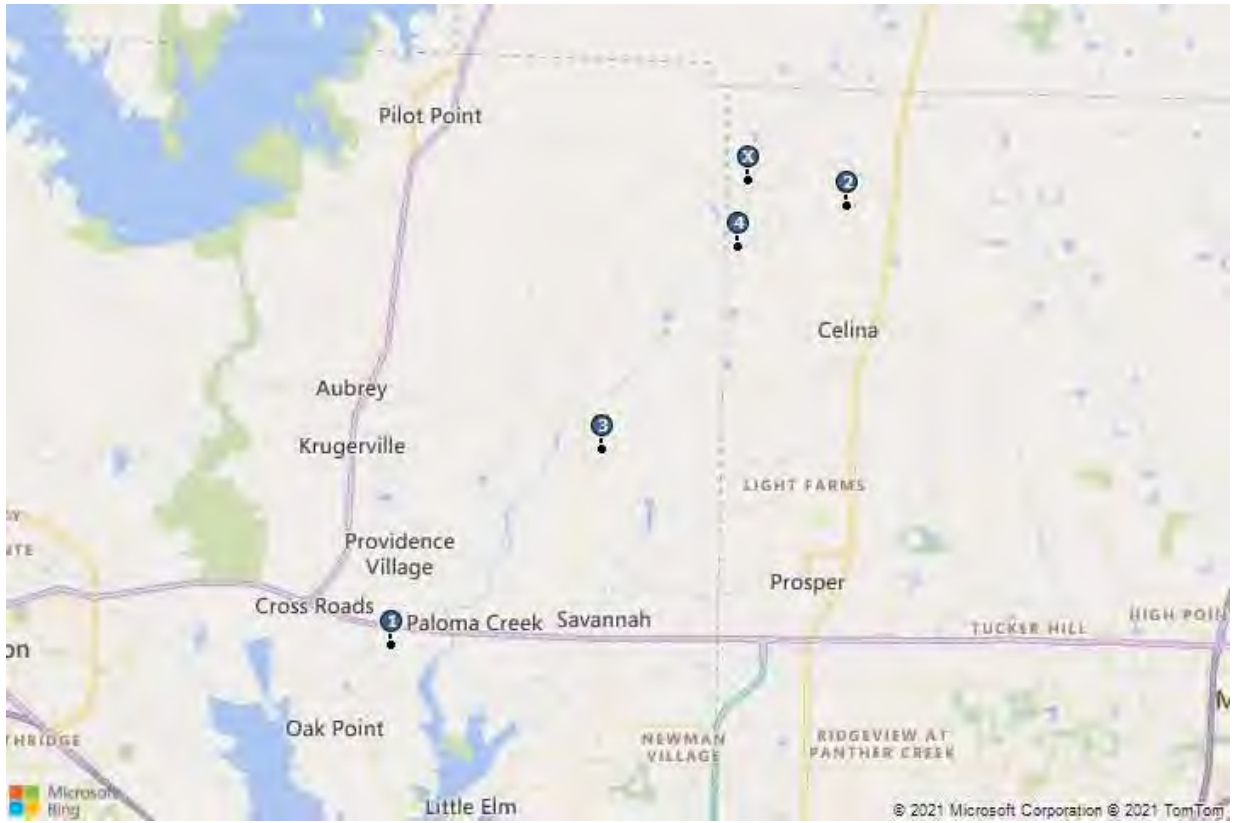 Pilot Point
X
2
4
Celina
Aubrey
3
Krugerville
LIGHT FARMS
Providence
Village
Prosper
Cross Roads
1
Paloma Creek
Savannah
HIGH POIN
TUCKER HILL
on
Oak Point
NEWMAN
VILLAGE
RIDGEVIEW AT
PANTHER CREEK
THBRIDGE
M
Microsoft
Bing
Little Elm
© 2021 Microsoft Corporation © 2021 TomTom